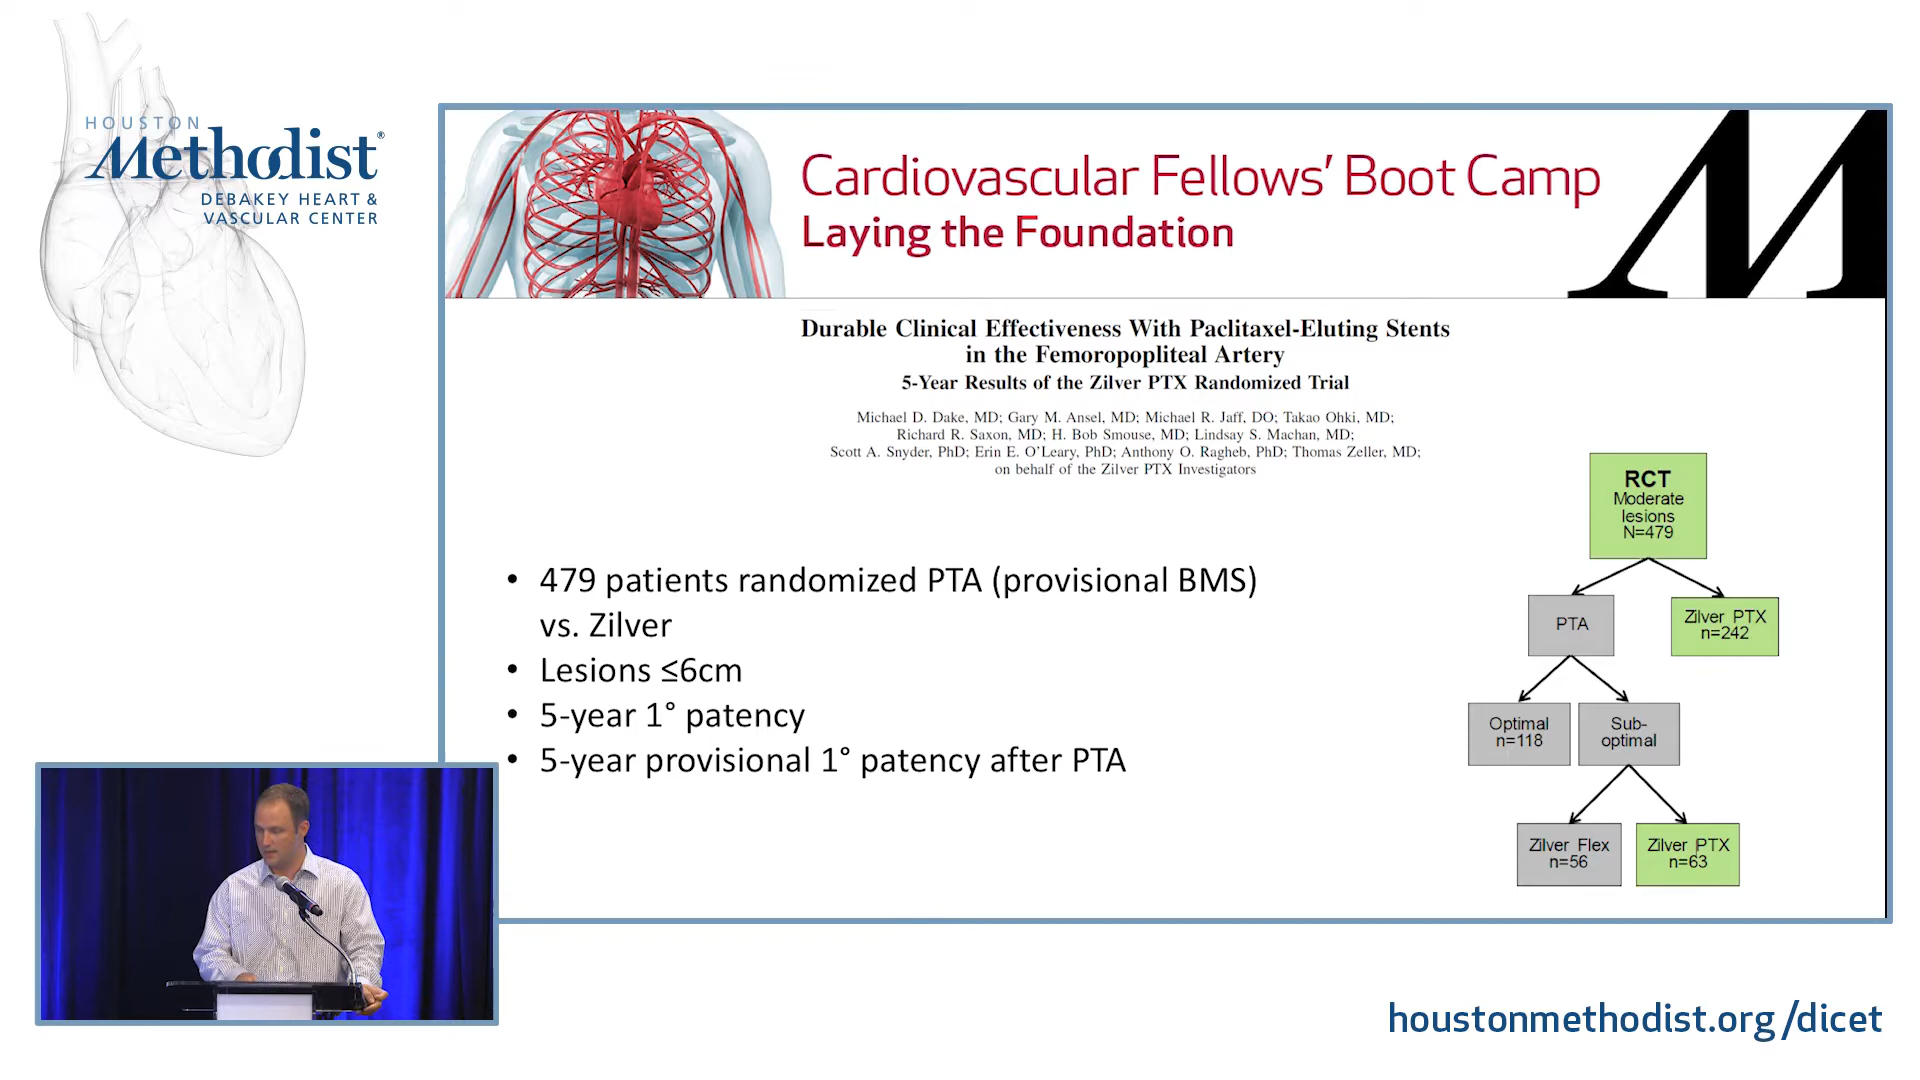 HOUSTON
Methodist®
DEBAKEY HEART &
VASCULAR CENTER
Cardiovascular Fellows’ Boot Camp
Laying the Foundation
M
Durable Clinical Effectiveness With Paclitaxel-Eluting Stents
in the Femoropopliteal Artery
5-Year Results of the Zilver PTX Randomized Trial
Michael D. Dake, MD; Gary M. Ansel, MD; Michael R. Jaff, DO; Takao Ohki, MD;
Richard R. Saxon, MD; H. Bob Smouse, MD; Lindsay S. Machan, MD;
Scott A. Snyder, PhD; Erin E. O’Leary, PhD; Anthony O. Ragheb, PhD; Thomas Zeller, MD;
on behalf of the Zilver PTX Investigators
• 479 patients randomized PTA (provisional BMS)
vs. Zilver
• Lesions ≤6cm
• 5-year 1° patency
• 5-year provisional 1° patency after PTA
RCT
Moderate
lesions
N=479
PTA
Zilver PTX
n=242
Optimal
n=118
Sub-
optimal
Zilver Flex
n=56
Zilver PTX
n=63
houstonmethodist.org/dicet